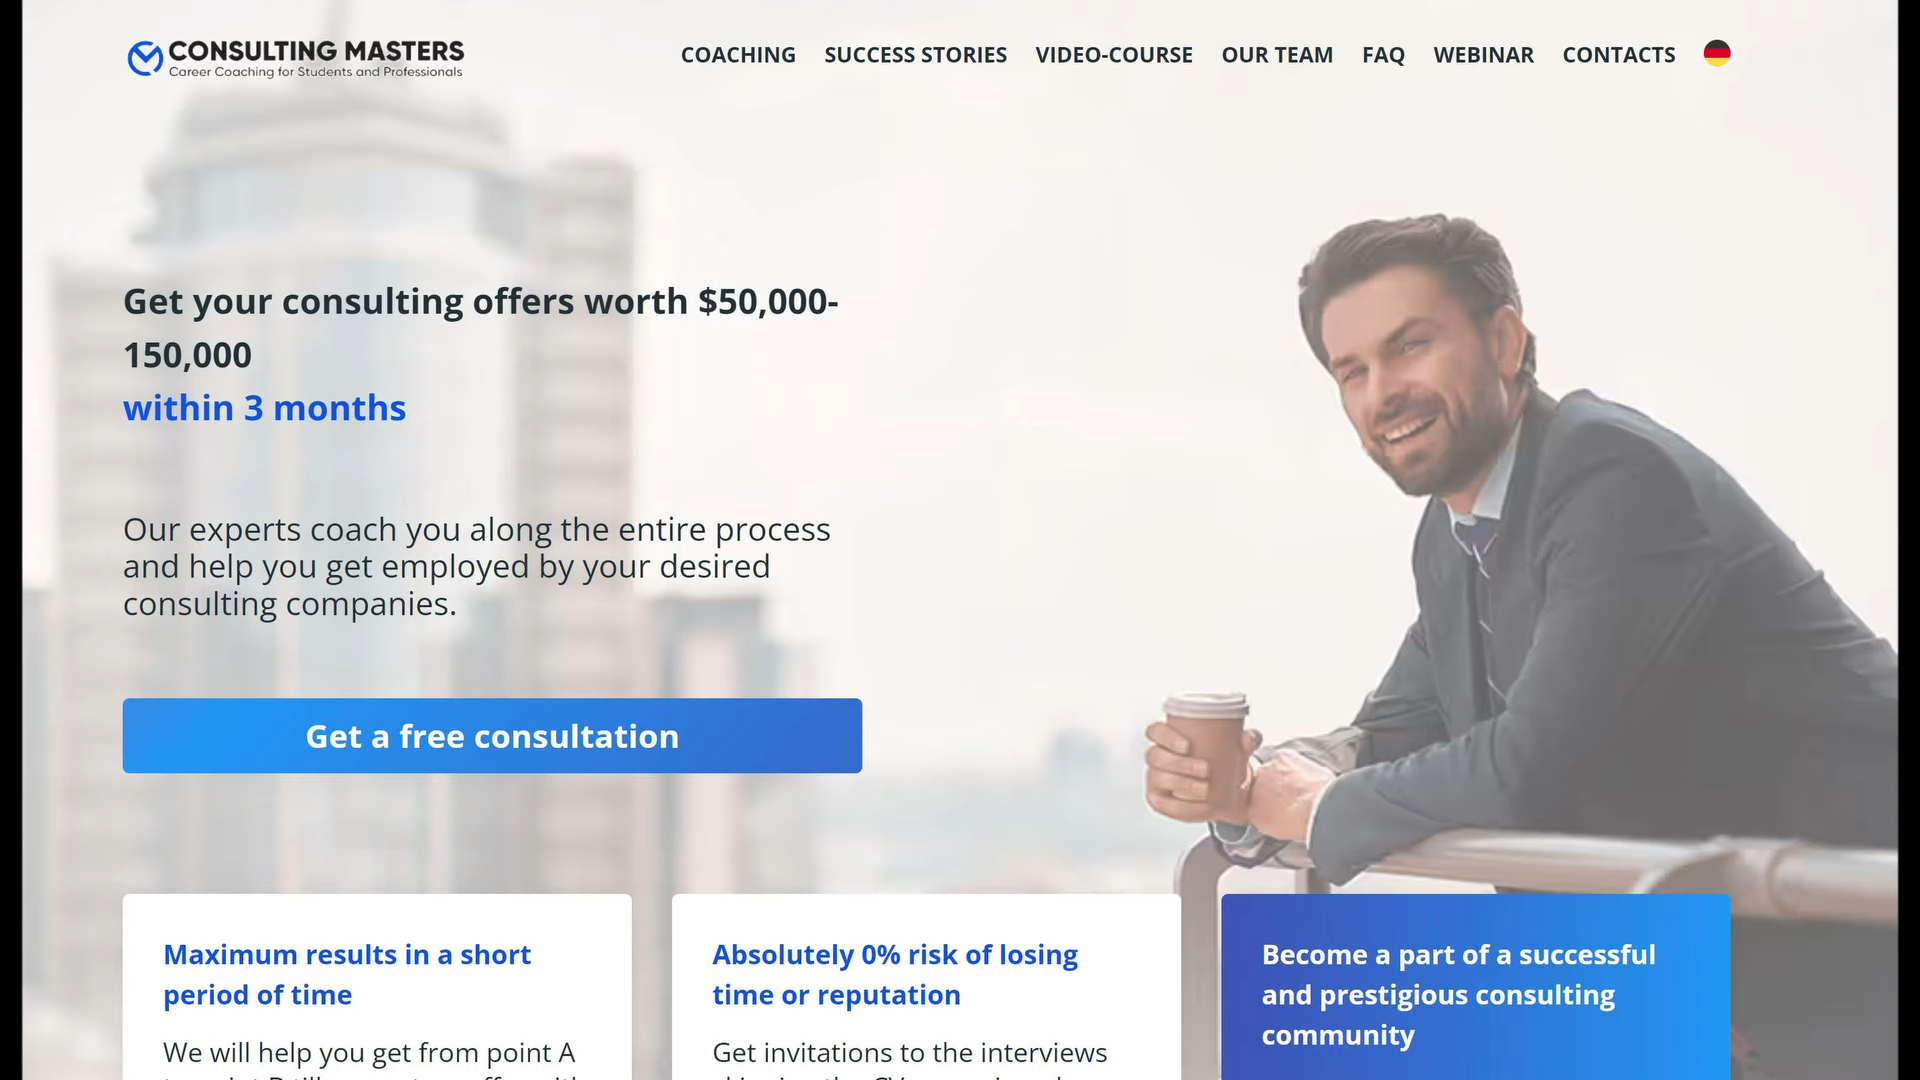 CONSULTING MASTERS
Career Coaching for Students and Professionals
COACHING SUCCESS STORIES VIDEO-COURSE OUR TEAM FAQ WEBINAR CONTACTS
Get your consulting offers worth $50,000-
150,000
within 3 months
Our experts coach you along the entire process
and help you get employed by your desired
consulting companies.
Get a free consultation
Maximum results in a short
period of time
We will help you get from point A
Absolutely 0% risk of losing
time or reputation
Get invitations to the interviews
Become a part of a successful
and prestigious consulting
community